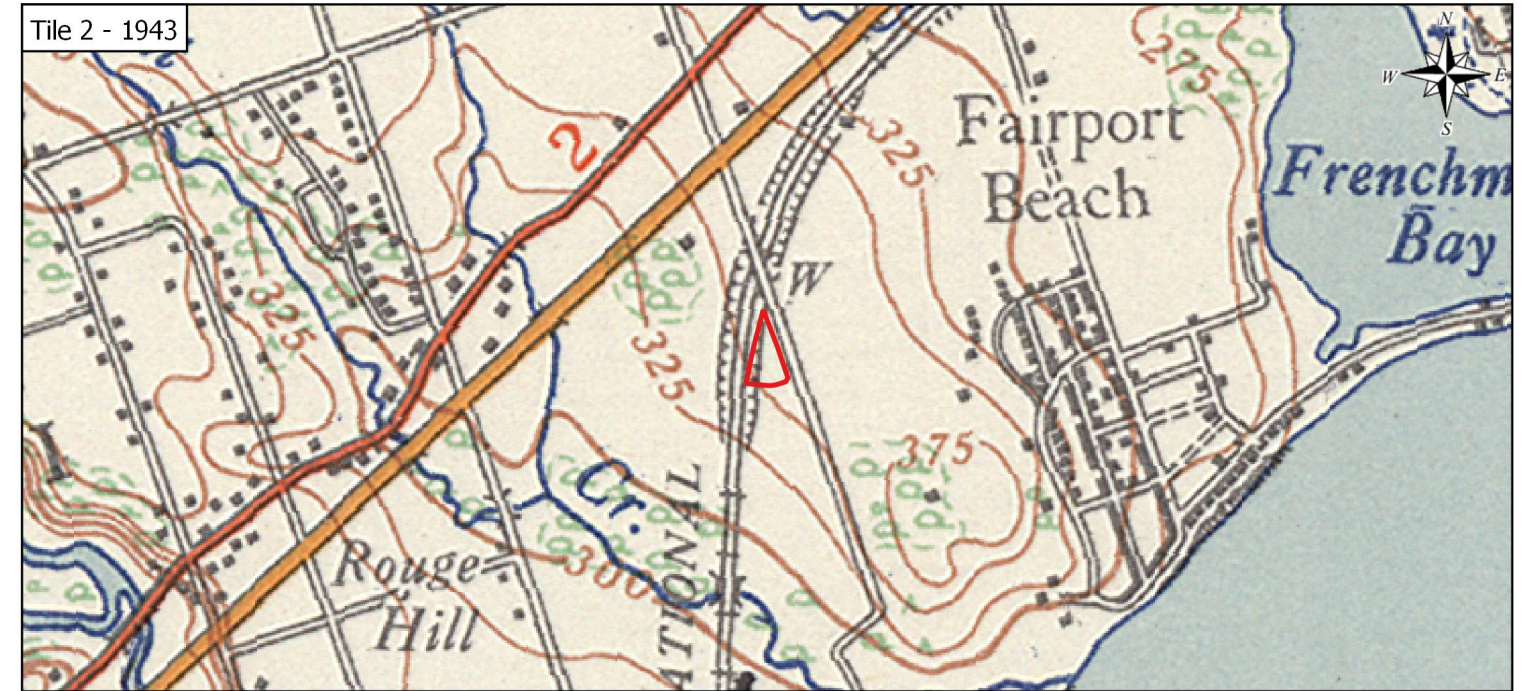 Tile 2 - 1943
N
W
E
S
275
2
325
Fairport
Beach
Frenchm
Bay
W
325
325
375
Cr.
ATIONAL
300
Rouge
Hill